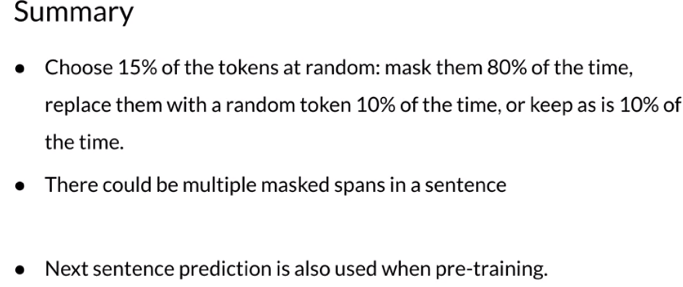 Summary
● Choose 15% of the tokens at random: mask them 80% of the time,
replace them with a random token 10% of the time, or keep as is 10% of
the time.
● There could be multiple masked spans in a sentence
● Next sentence prediction is also used when pre-training.